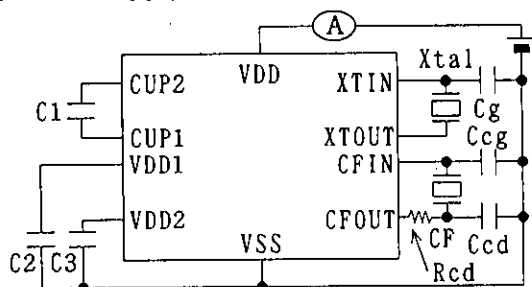 A
VDD
Xtal
CUP2
XTIN
C1
Cg
CUP1
XTOUT
Ccg
VDD1
CFIN
VDD2
CFOUT
VSS
CF
Ccd
C2
C3
Rcd